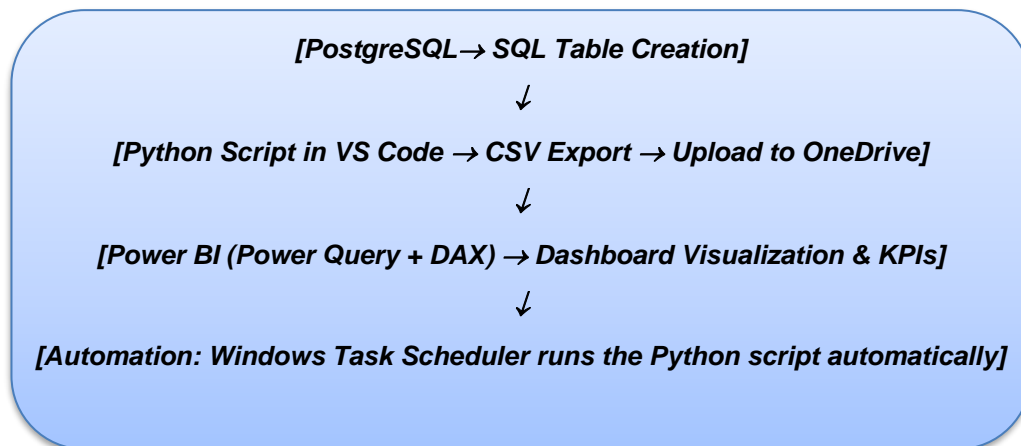 [PostgreSQL→ SQL Table Creation]
↓
[Python Script in VS Code → CSV Export → Upload to OneDrive]
↓
[Power BI (Power Query + DAX) → Dashboard Visualization & KPIs]
↓
[Automation: Windows Task Scheduler runs the Python script automatically]